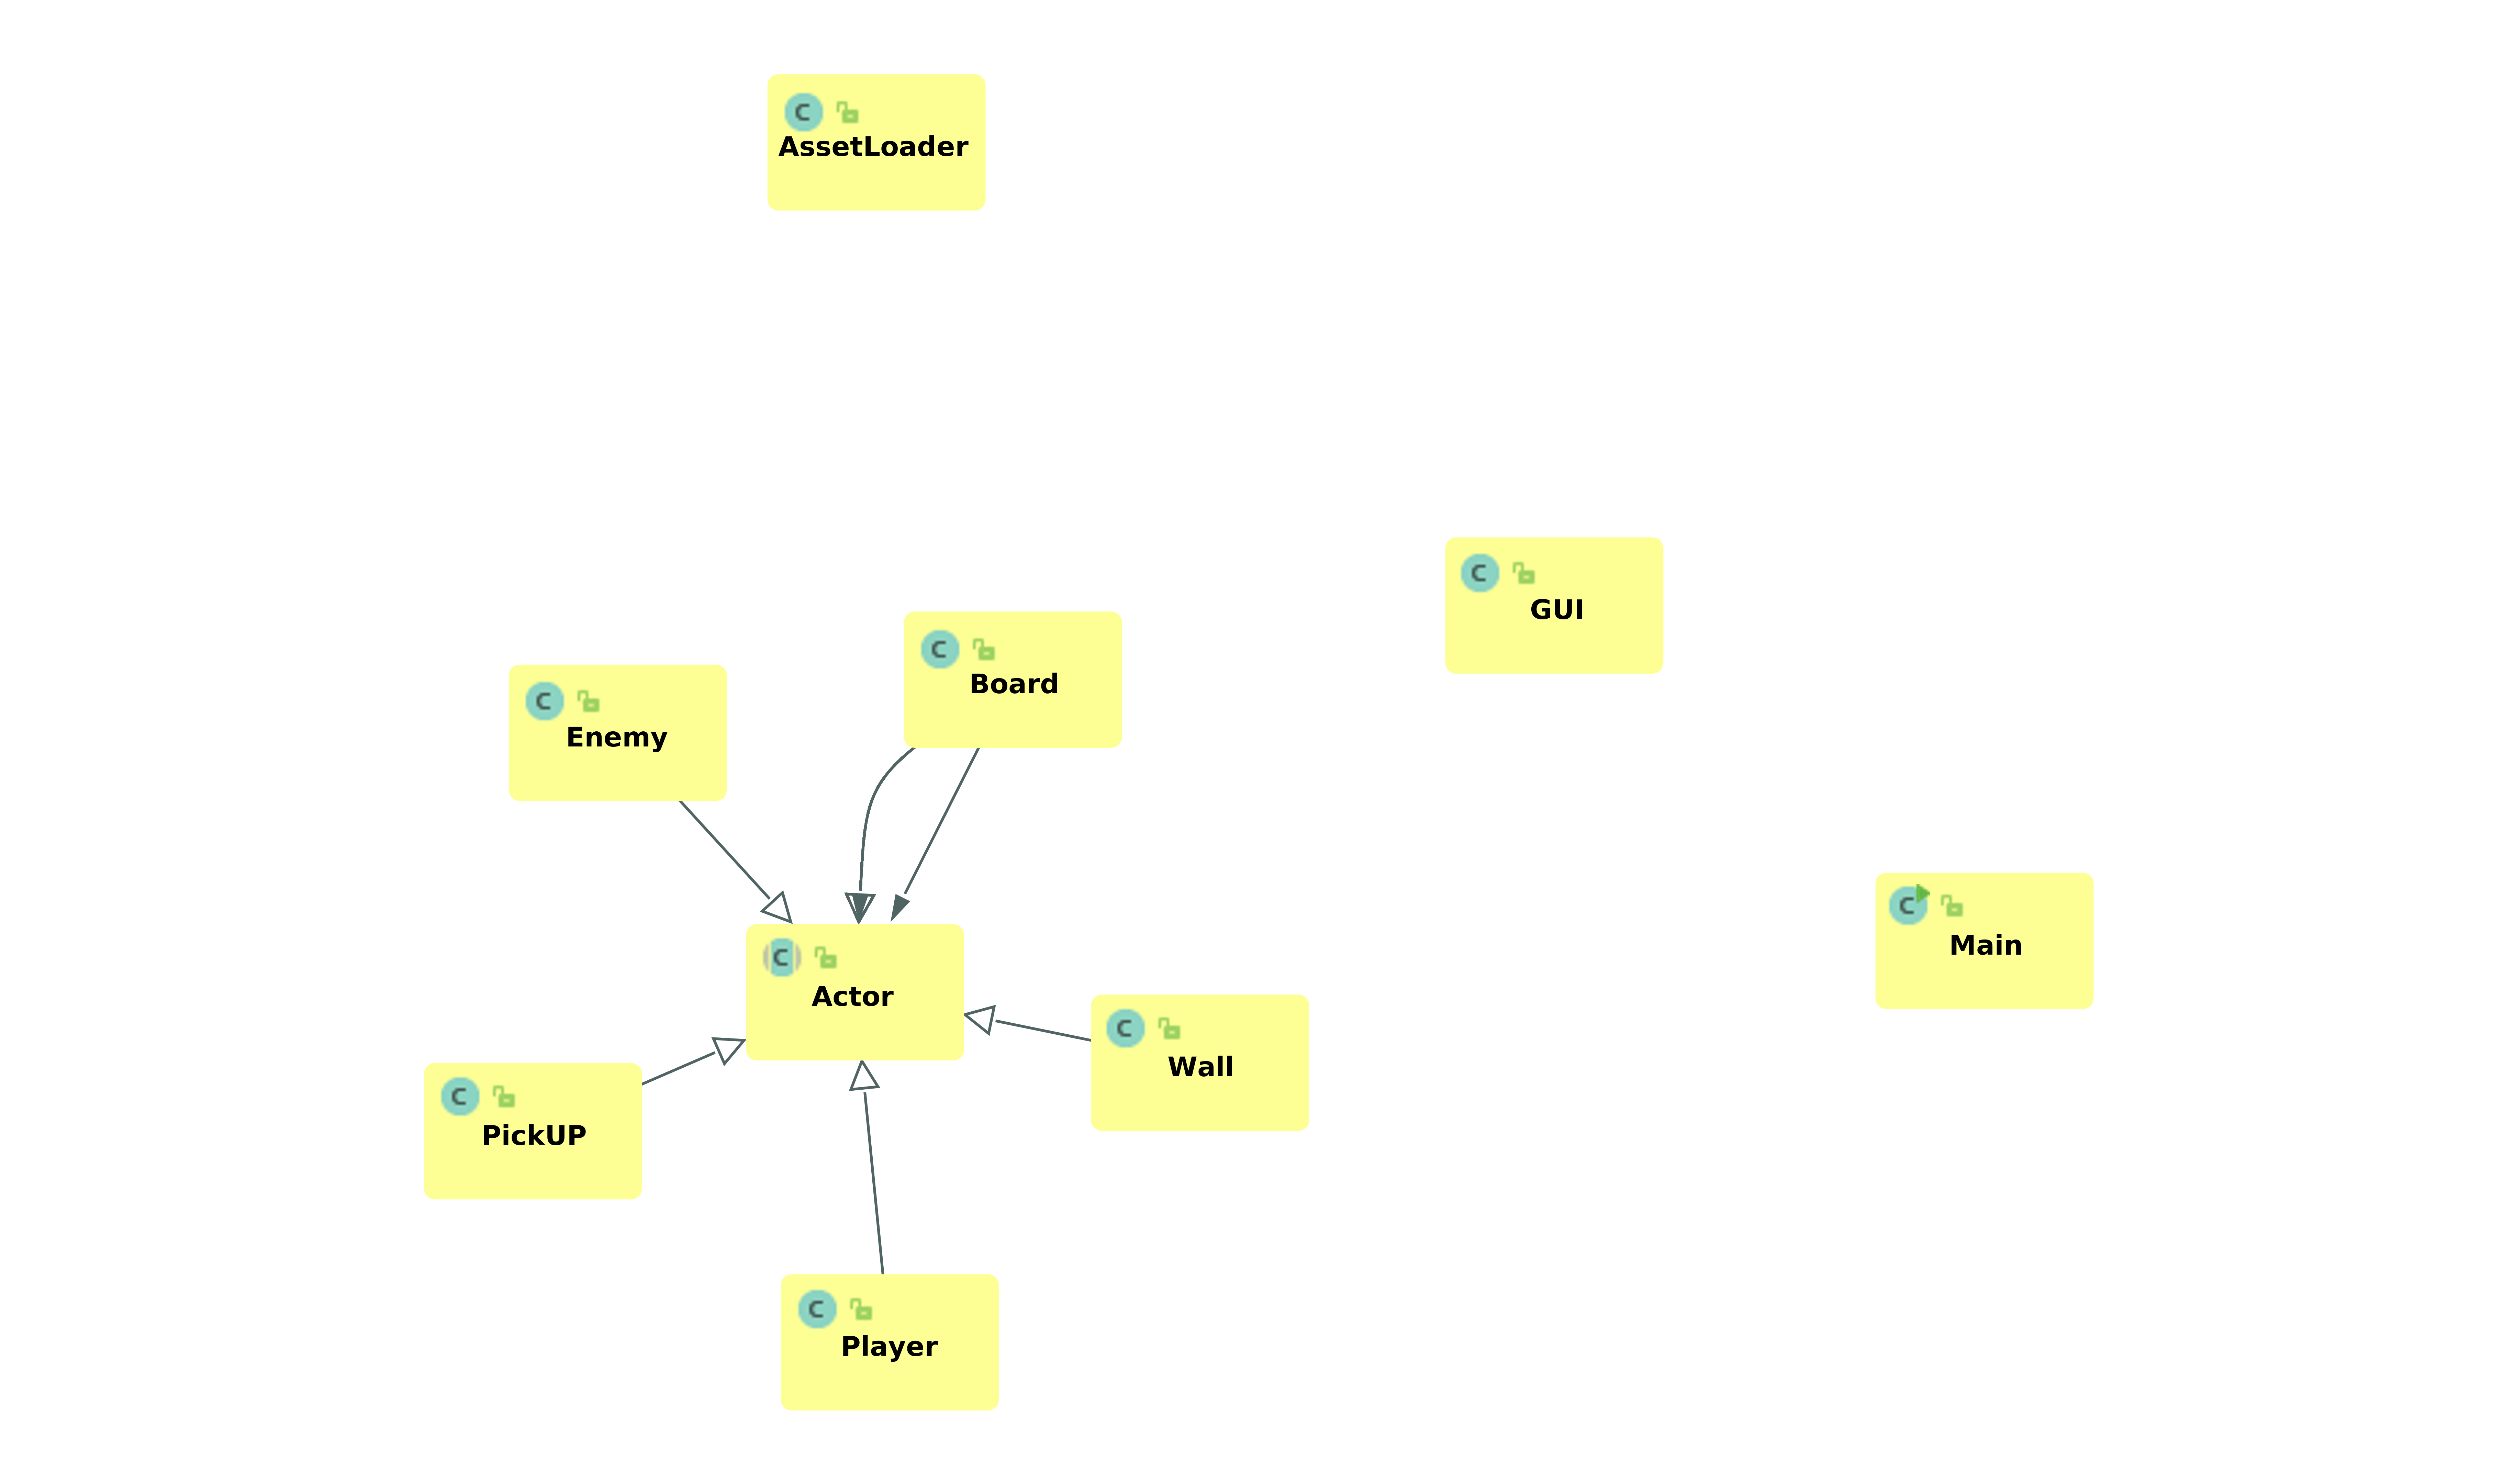 C
AssetLoader
C
GUI
C
Board
C
Enemy
C
Main
C
Actor
C
Wall
C
PickUP
C
Player